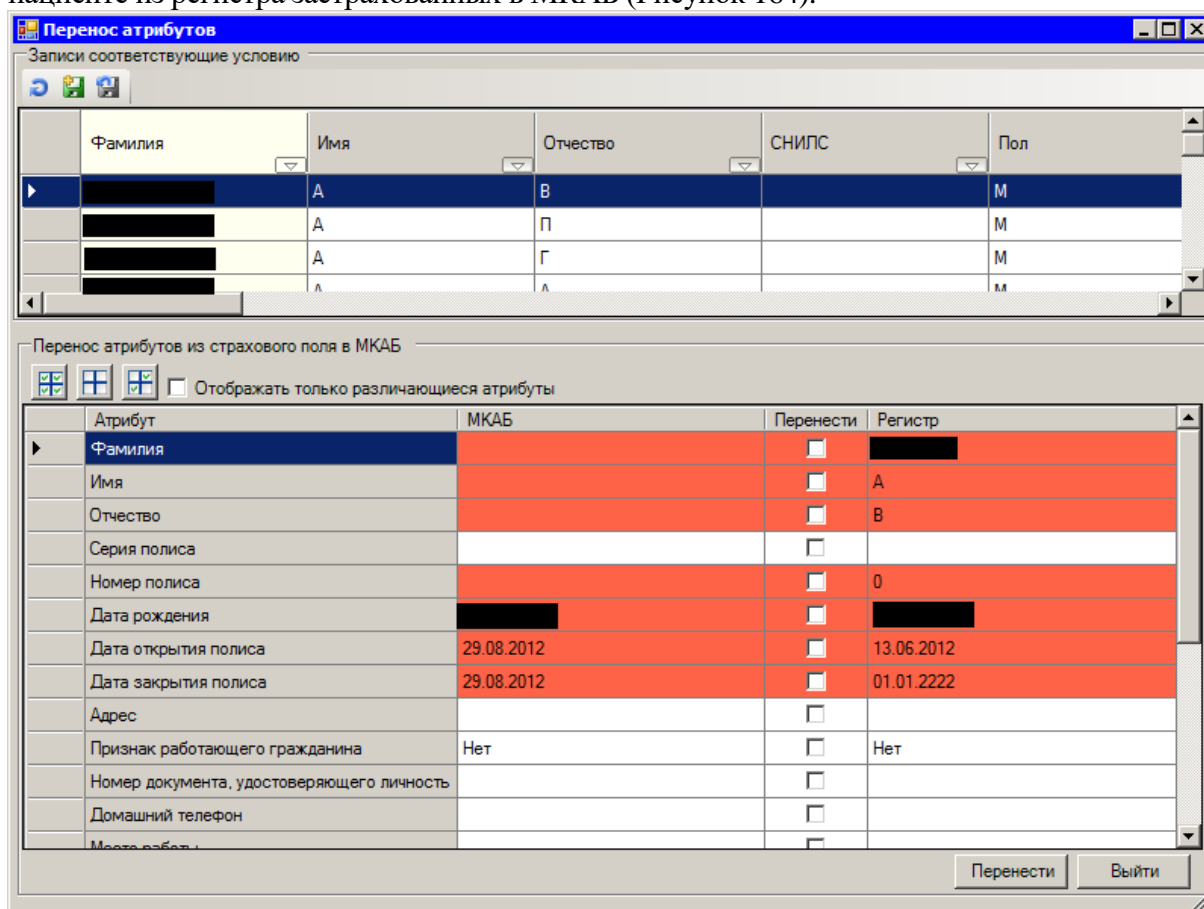 пациенте из регистра застрахованных в МКАБ (Рисунок 164).
Перенос атрибутов
Записи соответствующие условию
Фамилия Имя Отчество СНИЛС Пол
А В М
А П М
А Г М
А А М
Перенос атрибутов из страхового поля в МКАБ
Отображать только различающиеся атрибуты
Атрибут МКАБ Перенести Регистр
Фамилия
Имя А
Отчество В
Серия полиса
Номер полиса 0
Дата рождения
Дата открытия полиса 29.08.2012 13.06.2012
Дата закрытия полиса 29.08.2012 01.01.2222
Адрес
Признак работающего гражданина Нет Нет
Номер документа, удостоверяющего личность
Домашний телефон
Место работы
Перенести Выйти